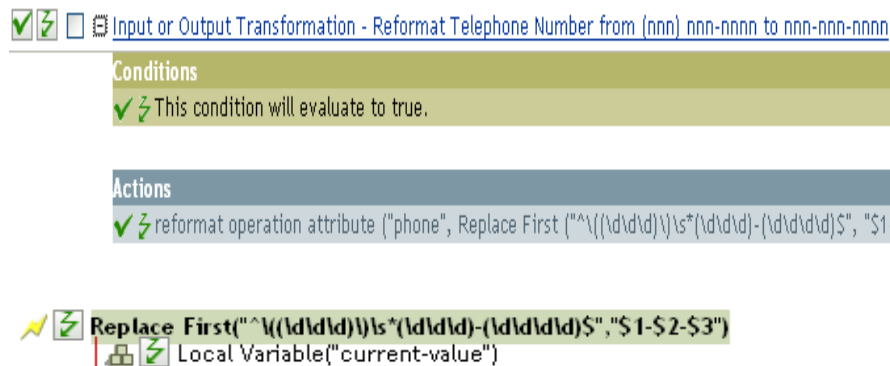 Input or Output Transformation - Reformat Telephone Number from (nnn) nnn-nnnn to nnn-nnn-nnnn
Conditions
This condition will evaluate to true.
Actions
reformat operation attribute ("phone", Replace First ("^\((\d\d\d)\)\s*(\d\d\d)-(\d\d\d\d)$", "$1
Replace First("^\((\d\d\d)\)\s*(\d\d\d)-(\d\d\d\d)$","$1-$2-$3")
Local Variable("current-value")